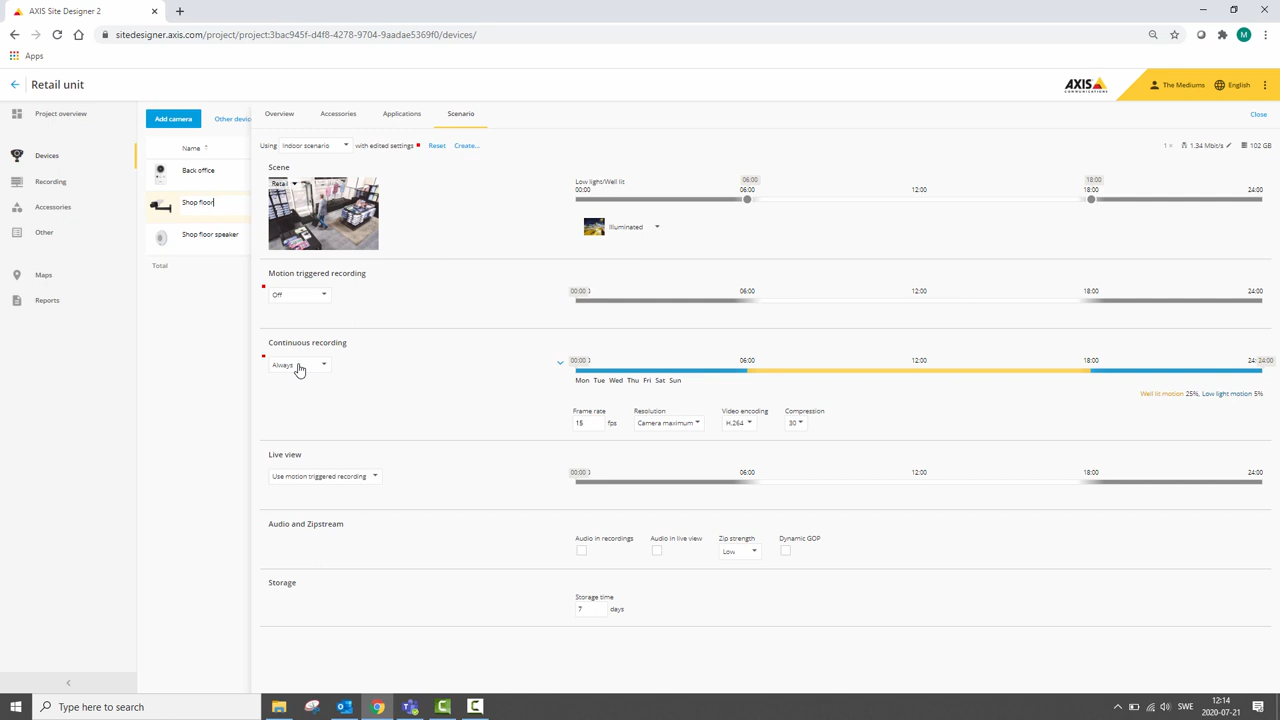 AXIS Site Designer 2
sitedesigner.axis.com/project/project:3bac945f-d4f8-4278-9704-9aadae5369f0/devices/
M
Apps
Retail unit
AXIS
COMMUNICATIONS
The Mediums
English
Project overview
Devices
Recording
Accessories
Other
Maps
Reports
Add camera
Other devic
Name
Back office
Shop floor
Shop floor speaker
Total
Overview
Accessories
Applications
Scenario
Close
Using
Indoor scenario
with edited settings
Reset
Create...
1 x
1.34 Mbit/s
102 GB
Scene
Retail
Low light/Well lit
00:00
06:00
06:00
12:00
18:00
18:00
24:00
Illuminated
Motion triggered recording
Off
00:00
06:00
12:00
18:00
24:00
Continuous recording
Always
00:00
06:00
12:00
18:00
24:00
Mon Tue Wed Thu Fri Sat Sun
Well lit motion 25%, Low light motion 5%
Frame rate
Resolution
Video encoding
Compression
15
fps
Camera maximum
H.264
30
Live view
Use motion triggered recording
00:00
06:00
12:00
18:00
24:00
Audio and Zipstream
Audio in recordings
Audio in live view
Zip strength
Dynamic GOP
Low
Storage
Storage time
7
days
Type here to search
SWE
12:14
2020-07-21